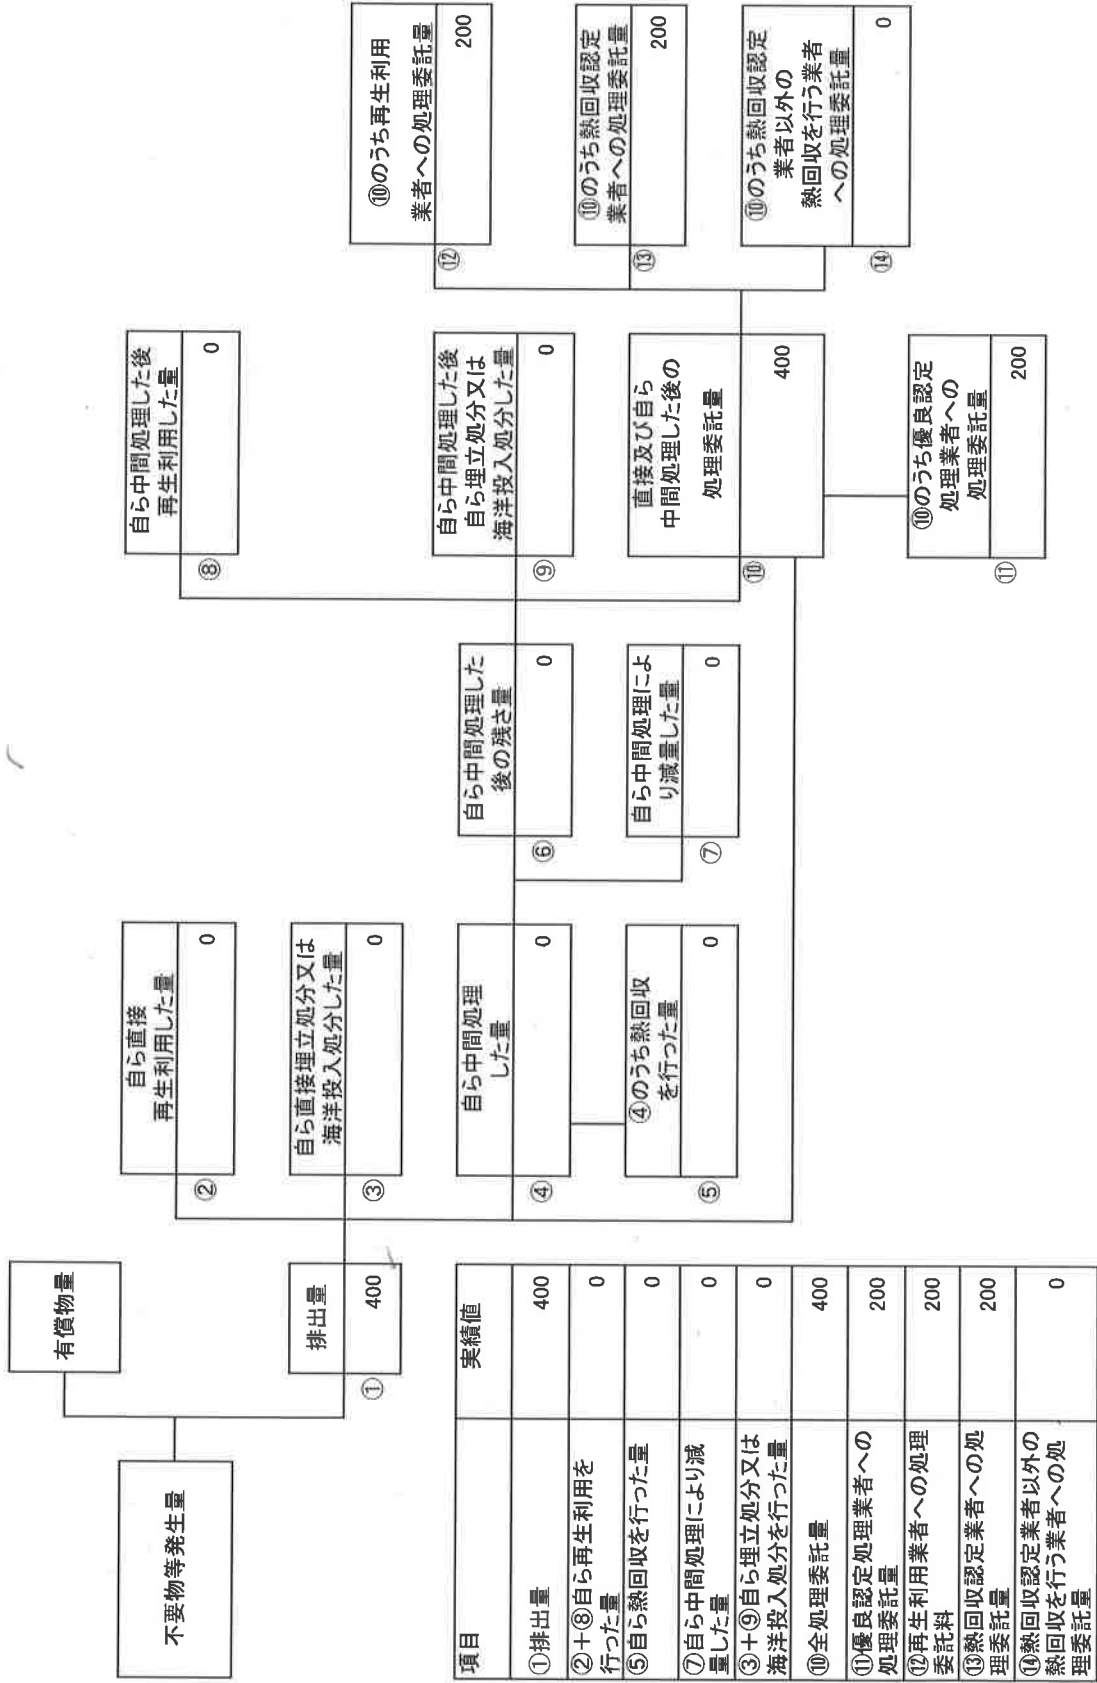 不要物等発生量
有償物量
排出量
①
400
自ら直接
再生利用した量
②
0
自ら直接埋立処分又は
海洋投入処分した量
③
0
自ら中間処理
した量
④
0
④のうち熱回収
を行った量
⑤
0
自ら中間処理した
後の残さ量
⑥
0
自ら中間処理によ
り減量した量
⑦
0
自ら中間処理した後
再生利用した量
⑧
0
自ら中間処理した後
自ら埋立処分又は
海洋投入処分した量
⑨
0
直接及び自ら
中間処理した後の
処理委託量
⑩
400
⑩のうち優良認定
処理業者への
処理委託量
⑪
200
⑩のうち再生利用
業者への処理委託量
⑫
200
⑩のうち熱回収認定
業者への処理委託量
⑬
200
⑩のうち熱回収認定
業者以外の
熱回収を行う業者
への処理委託量
⑭
0
項目 実績値
①排出量 400
②+⑧自ら再生利用を
行った量 0
⑤自ら熱回収を行った量 0
⑦自ら中間処理により減
量した量 0
③+⑨自ら埋立処分又は
海洋投入処分を行った量 0
⑩全処理委託量 400
⑪優良認定処理業者への
処理委託量 200
⑫再生利用業者への処理
委託料 200
⑬熱回収認定業者への処
理委託量 200
⑭熱回収認定業者以外の
熱回収を行う業者への処
理委託量 0